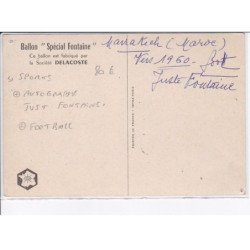 Ballon "Spécial Fontaine"
Ce ballon est fabriqué par
la Société DELACOSTE
Marrakech (Maroc)
Vers 1960 -
Juste Fontaine
80 E
SPORTS
AUTOGRAPHE
JUST FONTAINE
FOOTBALL